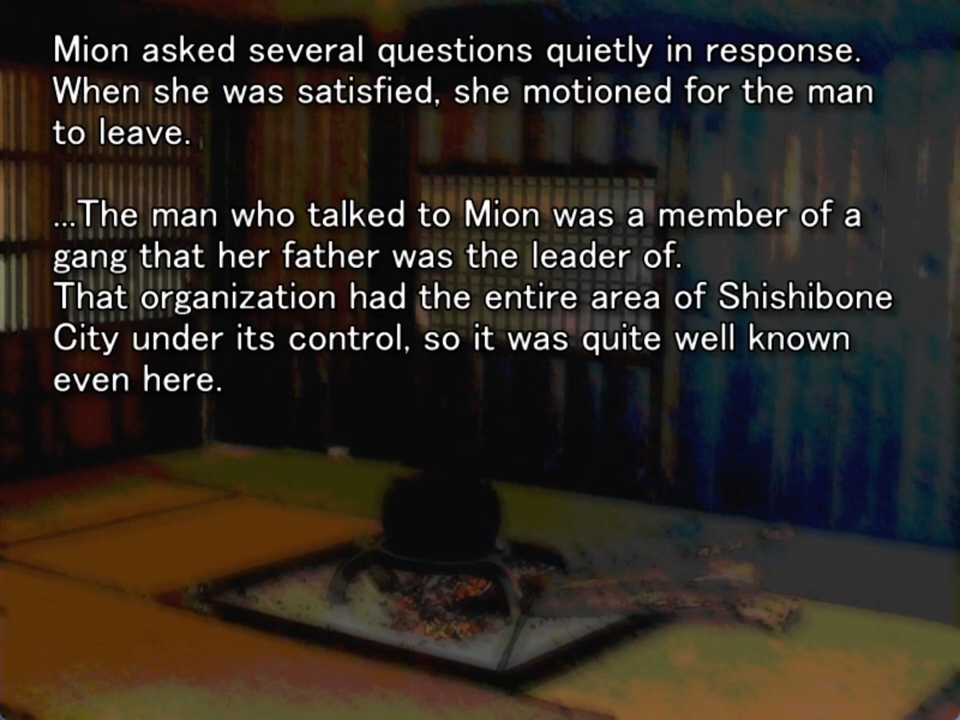 Mion asked several questions quietly in response.
When she was satisfied, she motioned for the man
to leave.
...The man who talked to Mion was a member of a
gang that her father was the leader of.
That organization had the entire area of Shishibone
City under its control, so it was quite well known
even here.